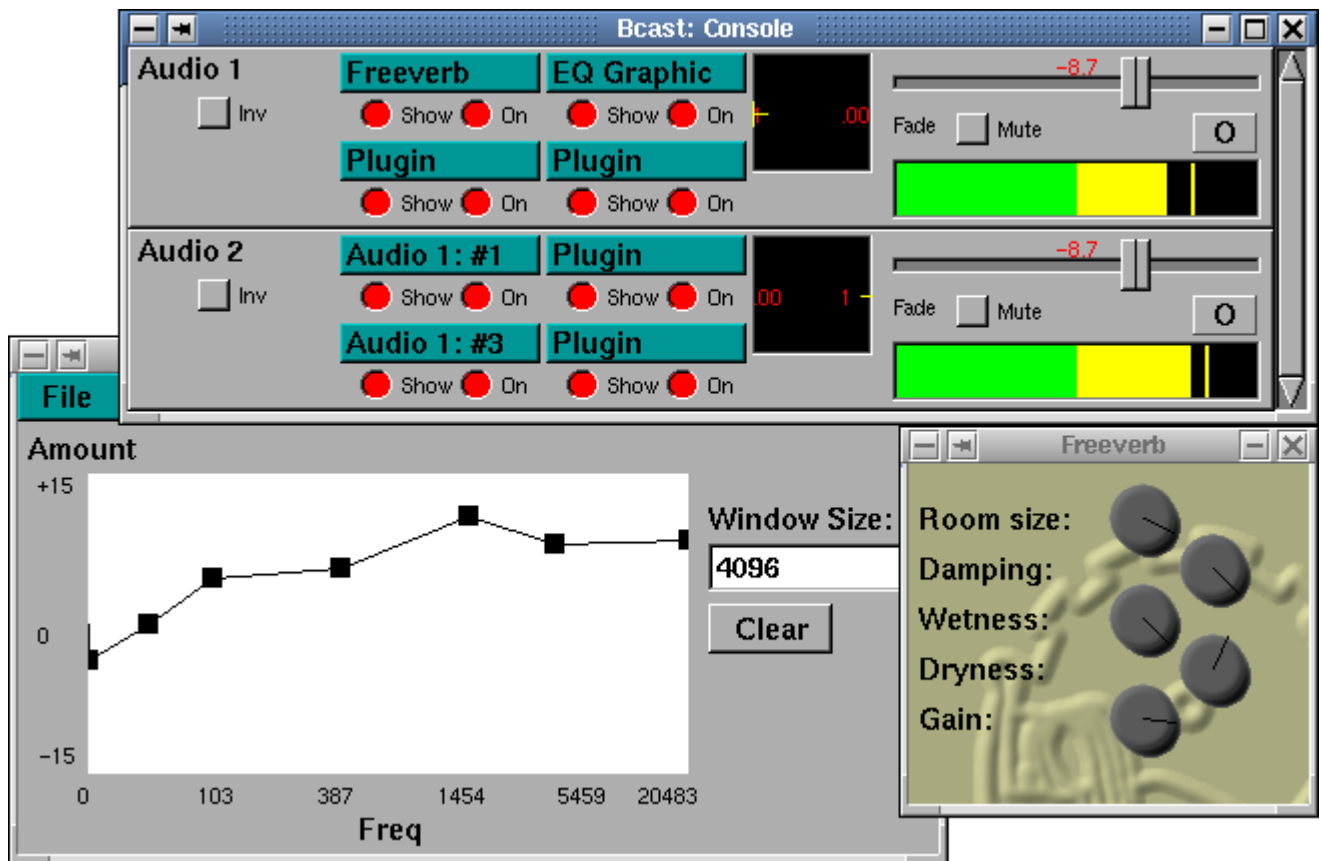 Bcast: Console
Audio 1 Freeverb EQ Graphic -8.7
Inv Show On Show On .00 Fade Mute O
Plugin Plugin
Show On Show On
Audio 2 Audio 1: #1 Plugin -8.7
Inv Show On Show On .00 1 Fade Mute O
Audio 1: #3 Plugin
Show On Show On
File
Amount
+15
0
-15
0 103 387 1454 5459 20483
Freq
Window Size:
4096
Clear
Freeverb
Room size:
Damping:
Wetness:
Dryness:
Gain: